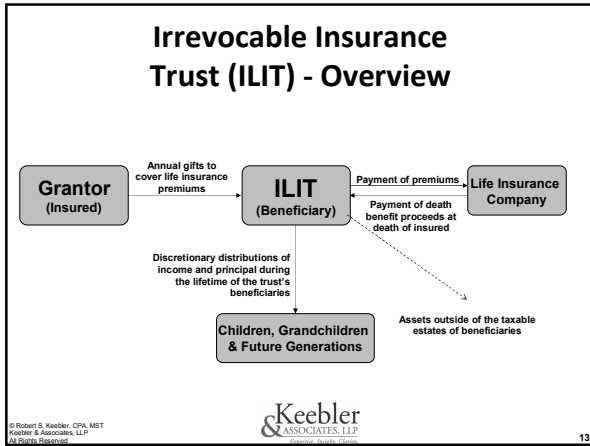 Irrevocable Insurance
Trust (ILIT) - Overview
Grantor
(Insured)
Annual gifts to
cover life insurance
premiums
ILIT
(Beneficiary)
Payment of premiums
Payment of death
benefit proceeds at
death of insured
Life Insurance
Company
Discretionary distributions of
income and principal during
the lifetime of the trust's
beneficiaries
Assets outside of the taxable
estates of beneficiaries
Children, Grandchildren
& Future Generations
© Robert S. Keebler, CPA, MST
Keebler & Associates, LLP
All Rights Reserved
Keebler
& ASSOCIATES, LLP
Expertise. Insight. Clarity.
13